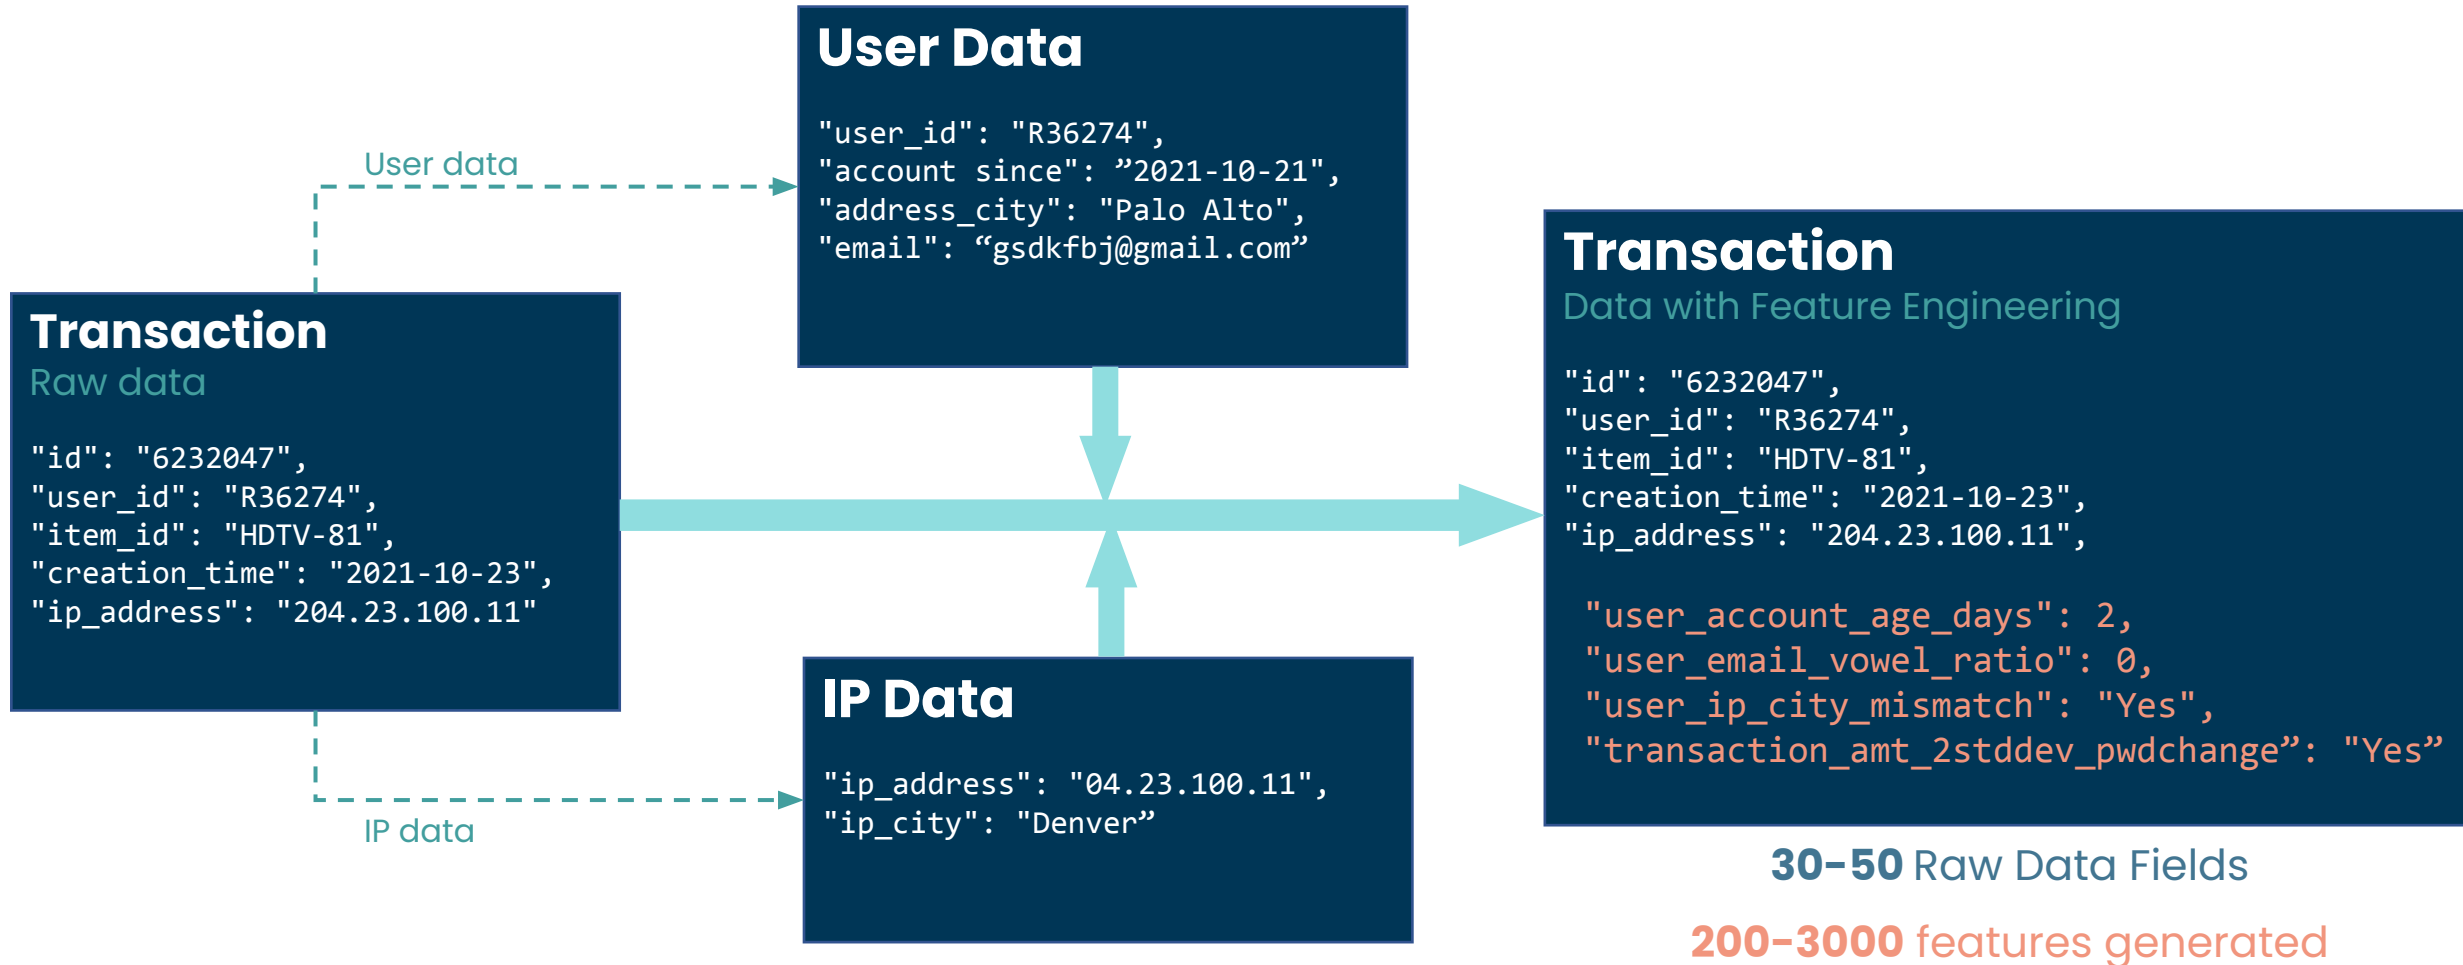 User Data
"user_id": "R36274",
"account since": ”2021-10-21",
"address_city": "Palo Alto",
"email": “gsdkfbj@gmail.com”
User data
Transaction
Raw data
"id": "6232047",
"user_id": "R36274",
"item_id": "HDTV-81",
"creation_time": "2021-10-23",
"ip_address": "204.23.100.11"
IP data
IP Data
"ip_address": "04.23.100.11",
"ip_city": "Denver”
Transaction
Data with Feature Engineering
"id": "6232047",
"user_id": "R36274",
"item_id": "HDTV-81",
"creation_time": "2021-10-23",
"ip_address": "204.23.100.11",
"user_account_age_days": 2,
"user_email_vowel_ratio": 0,
"user_ip_city_mismatch": "Yes",
"transaction_amt_2stddev_pwdchange”: "Yes”
30-50 Raw Data Fields
200-3000 features generated